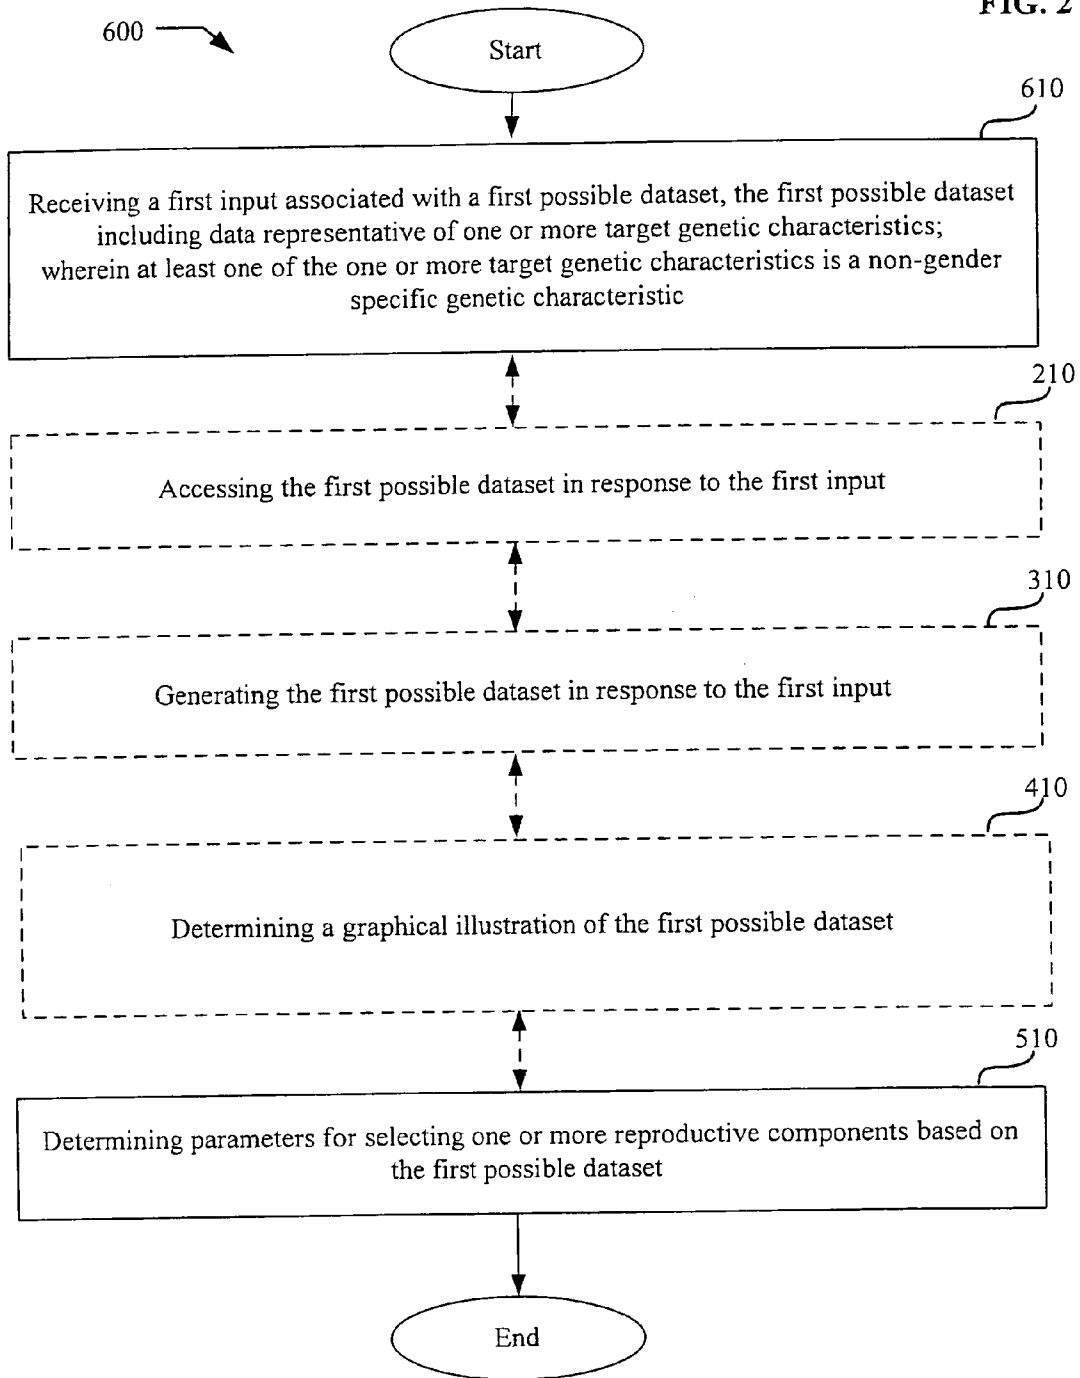 FIG. 2
600
Start
610
Receiving a first input associated with a first possible dataset, the first possible dataset
including data representative of one or more target genetic characteristics;
wherein at least one of the one or more target genetic characteristics is a non-gender
specific genetic characteristic
210
Accessing the first possible dataset in response to the first input
310
Generating the first possible dataset in response to the first input
410
Determining a graphical illustration of the first possible dataset
510
Determining parameters for selecting one or more reproductive components based on
the first possible dataset
End